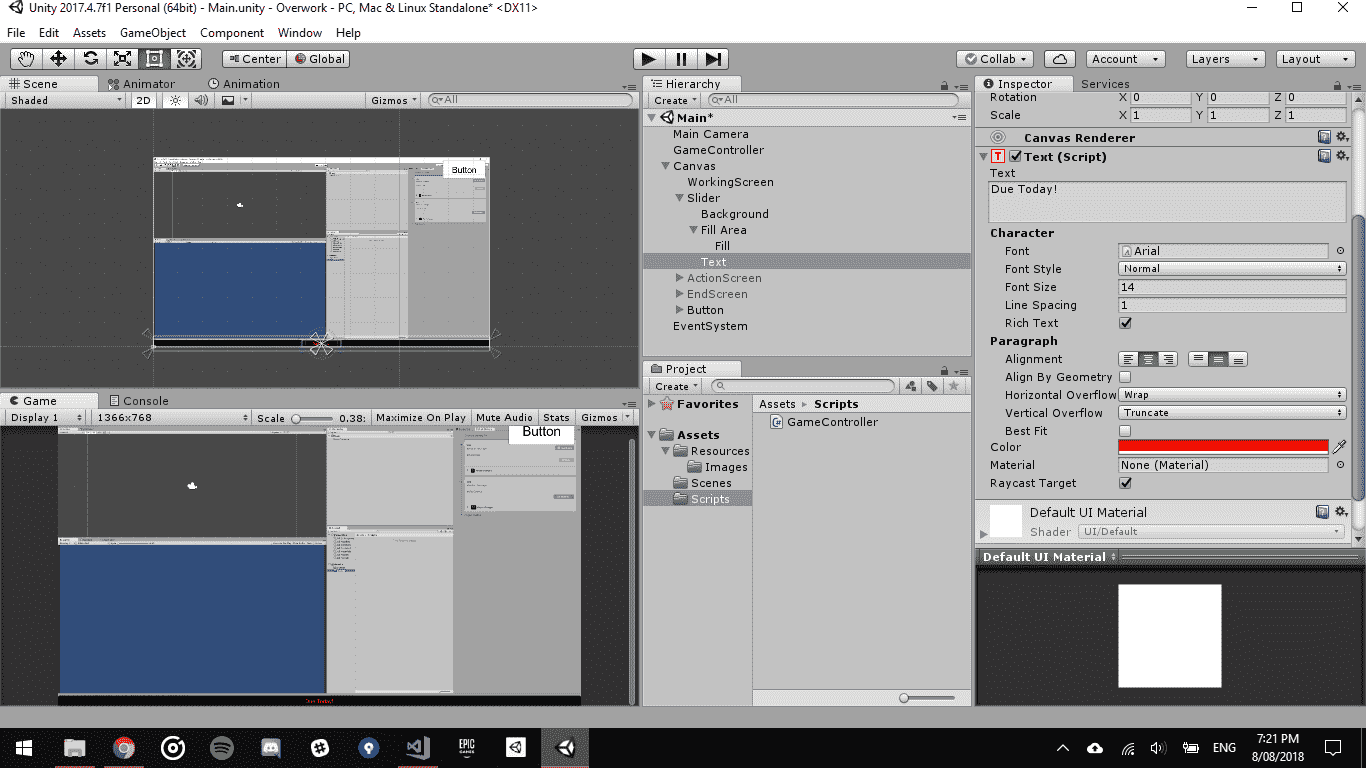 Unity 2017.4.7f1 Personal (64bit) - Main.unity - Overwork - PC, Mac & Linux Standalone* <DX11>
File Edit Assets GameObject Component Window Help
Center Global Collab Account Layers Layout
Scene Animator Animation
Shaded 2D Gizmos All
Button
Game Console
Display 1 1366x768 Scale 0.38: Maximize On Play Mute Audio Stats Gizmos
Button
Due Today!
Hierarchy
Create All
Main*
Main Camera
GameController
Canvas
WorkingScreen
Slider
Background
Fill Area
Fill
Text
ActionScreen
EndScreen
Button
EventSystem
Project
Create
Favorites
Assets
Resources
Images
Scenes
Scripts
Assets ▸ Scripts
GameController
Inspector Services
Rotation X 0 Y 0 Z 0
Scale X 1 Y 1 Z 1
Canvas Renderer
Text (Script)
Text
Due Today!
Character
Font Arial
Font Style Normal
Font Size 14
Line Spacing 1
Rich Text
Paragraph
Alignment
Align By Geometry
Horizontal Overflow Wrap
Vertical Overflow Truncate
Best Fit
Color
Material None (Material)
Raycast Target
Default UI Material
Shader UI/Default
Default UI Material
EPIC
GAMES
ENG
7:21 PM
8/08/2018